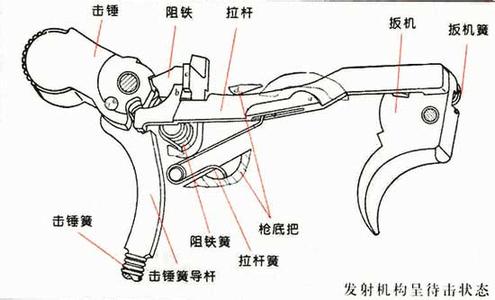 击锤
阻铁
拉杆
扳机
扳机簧
击锤簧
击锤簧导杆
阻铁簧
拉杆簧
枪底把
发射机构呈待击状态